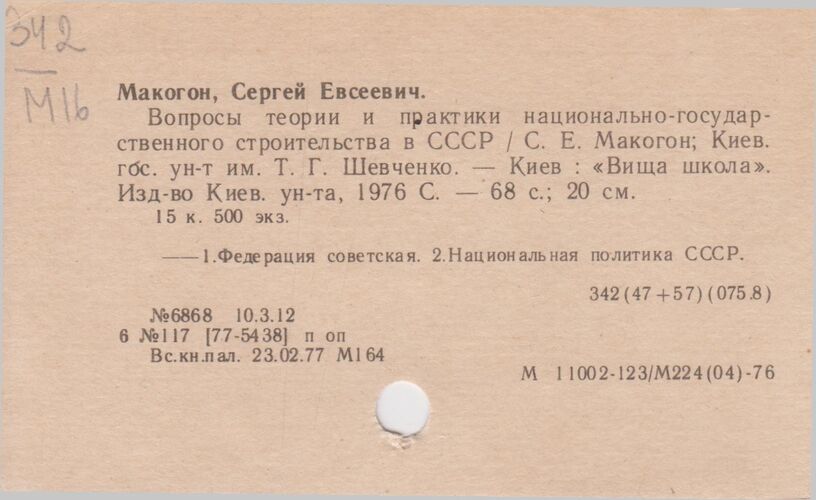 342
М16
Макогон, Сергей Евсеевич.
Вопросы теории и практики национально-государ-
ственного строительства в СССР / С. Е. Макогон; Киев.
гос. ун-т им. Т. Г. Шевченко. — Киев : «Вища школа».
Изд-во Киев. ун-та, 1976 С. — 68 с.; 20 см.
15 к. 500 экз.
——1.Федерация советская. 2.Национальная политика СССР.
342(47+57)(075.8)
№6868 10.3.12
6 №117 [77-5438] п оп
Вс.кн.пал. 23.02.77 М164
М 11002-123/М224(04)-76